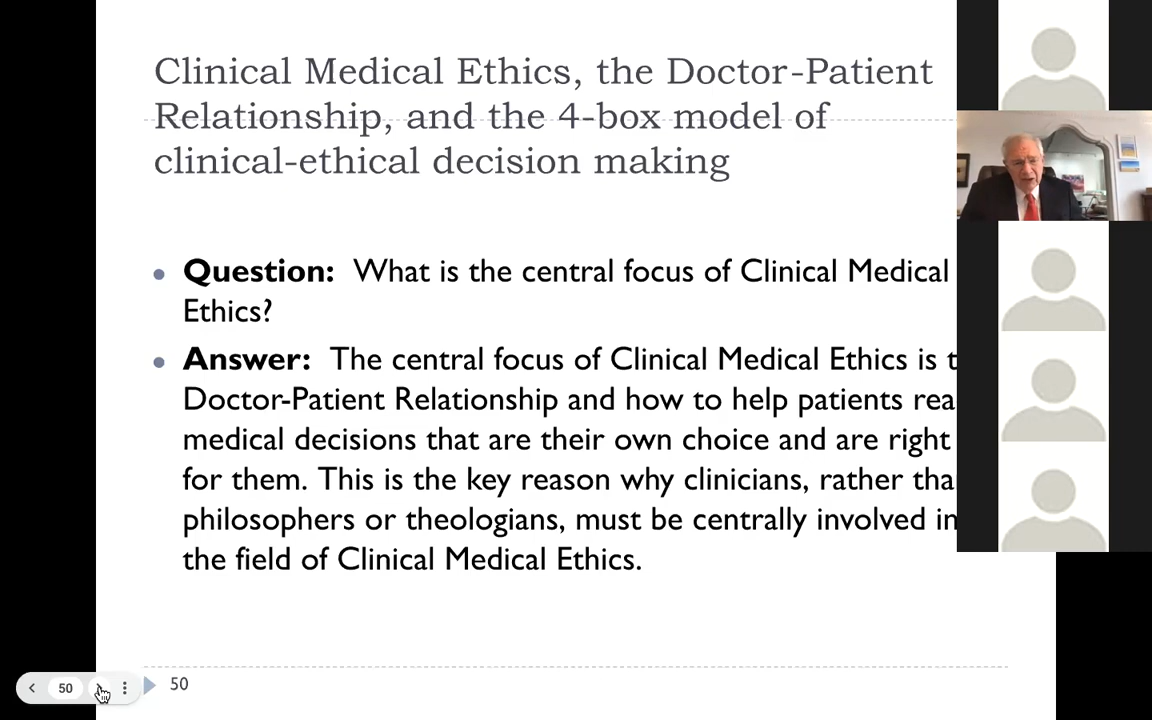 Clinical Medical Ethics, the Doctor-Patient
Relationship, and the 4-box model of
clinical-ethical decision making
Question: What is the central focus of Clinical Medical
Ethics?
Answer: The central focus of Clinical Medical Ethics is
Doctor-Patient Relationship and how to help patients
medical decisions that are their own choice and are right
for them. This is the key reason why clinicians, rather
philosophers or theologians, must be centrally involved in
the field of Clinical Medical Ethics.
50
50